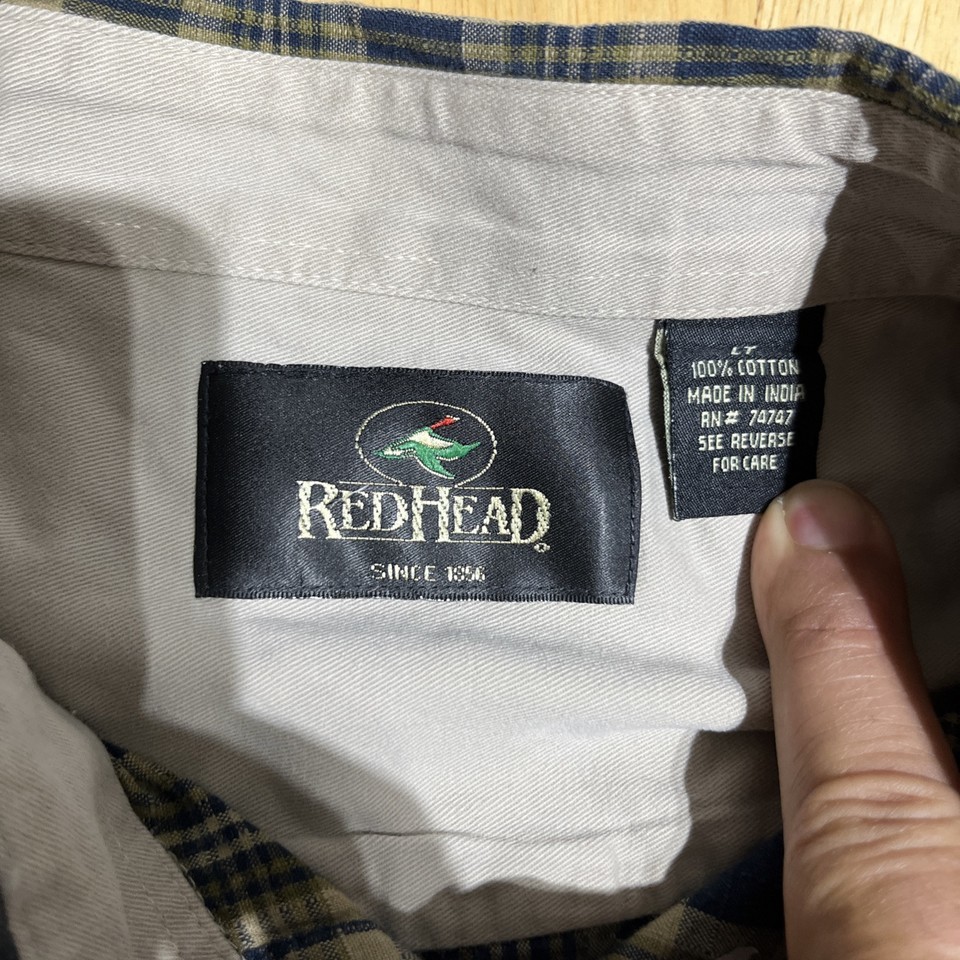 REDHEAD®
SINCE 1856
LT
100% COTTON
MADE IN INDIA
RN# 74747
SEE REVERSE
FOR CARE